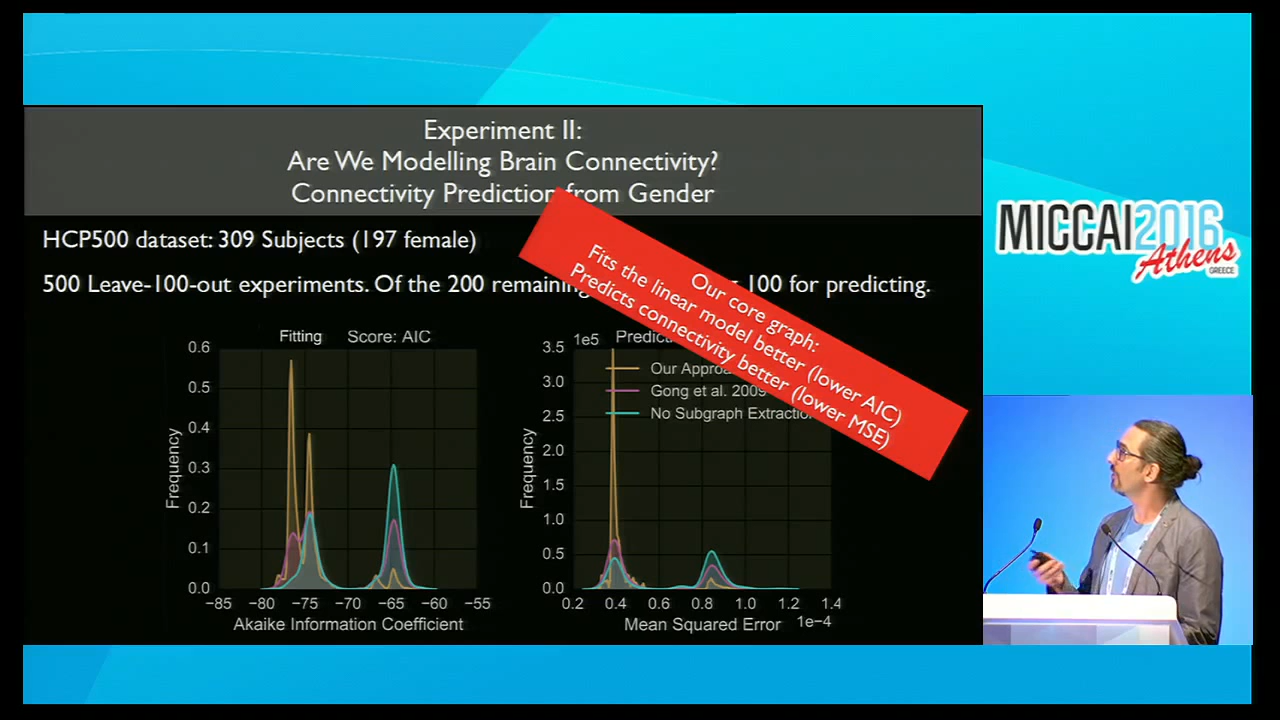 Experiment II:
Are We Modelling Brain Connectivity?
Connectivity Prediction from Gender
HCP500 dataset: 309 Subjects (197 female)
500 Leave-100-out experiments. Of the 200 remaining 100 for predicting.
Our core graph:
Fits the linear model better (lower AIC)
Predicts connectivity better (lower MSE)
Fitting Score: AIC
0.6
0.5
0.4
0.3
0.2
0.1
0.0
Frequency
−85 −80 −75 −70 −65 −60 −55
Akaike Information Coefficient
1e5
3.5
3.0
2.5
2.0
1.5
1.0
0.5
0.0
Frequency
Our Approa
Gong et al. 2009
No Subgraph Extraction
0.2 0.4 0.6 0.8 1.0 1.2 1.4
Mean Squared Error 1e−4
MICCAI2016
Athens
GREECE